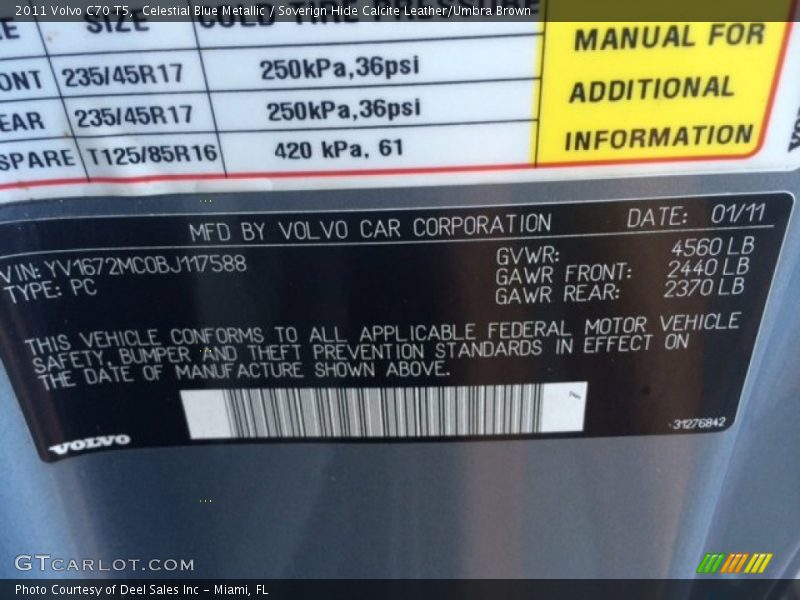 2011 Volvo C70 T5, Celestial Blue Metallic / Soverign Hide Calcite Leather/Umbra Brown
SIZE COLD TIRE PRESSURE
ONT 235/45R17 250kPa,36psi
EAR 235/45R17 250kPa,36psi
SPARE T125/85R16 420 kPa, 61
MANUAL FOR
ADDITIONAL
INFORMATION
MFD BY VOLVO CAR CORPORATION DATE: 01/11
VIN: YV1672MC0BJ117588
TYPE: PC
GVWR: 4560 LB
GAWR FRONT: 2440 LB
GAWR REAR: 2370 LB
THIS VEHICLE CONFORMS TO ALL APPLICABLE FEDERAL MOTOR VEHICLE
SAFETY, BUMPER AND THEFT PREVENTION STANDARDS IN EFFECT ON
THE DATE OF MANUFACTURE SHOWN ABOVE.
VOLVO
31276842
GTCARLOT.COM
Photo Courtesy of Deel Sales Inc - Miami, FL